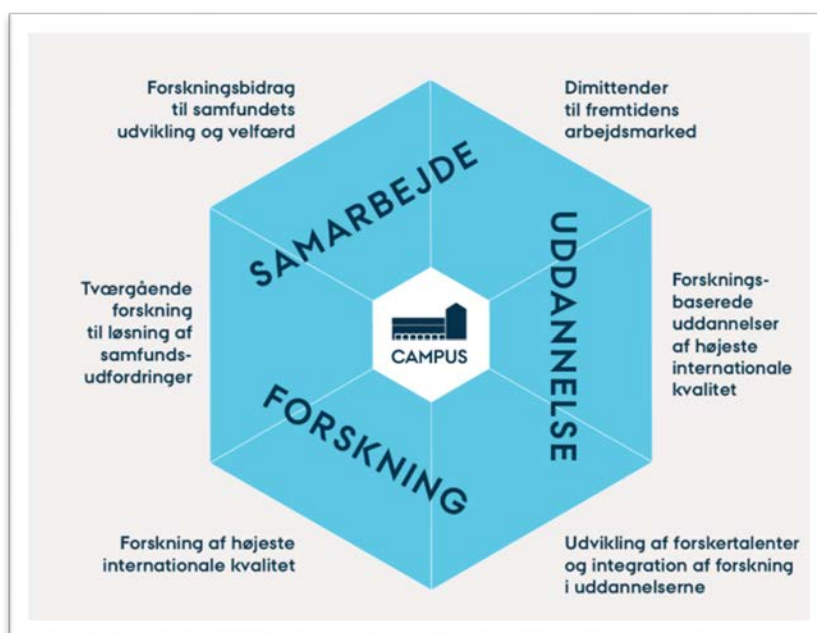 Forskningsbidrag
til samfundets
udvikling og velfærd
Dimittender
til fremtidens
arbejdsmarked
SAMARBEJDE
UDDANNELSE
Tværgående
forskning
til løsning af
samfunds-
udfordringer
CAMPUS
Forsknings-
baserede
uddannelser
af højeste
internationale
kvalitet
FORSKNING
Forskning af højeste
internationale kvalitet
Udvikling af forskertalenter
og integration af forskning
i uddannelserne